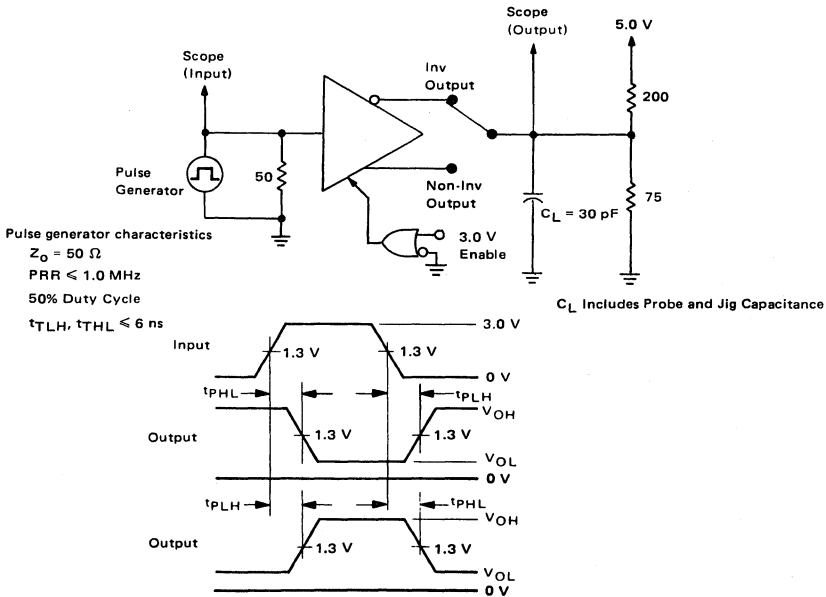 Scope
(Output)
5.0 V
Scope
(Input)
Inv
Output
200
Pulse
Generator
50
Non-Inv
Output
C_L = 30 pF
75
3.0 V
Enable
Pulse generator characteristics
Z_o = 50 Ω
PRR ⩽ 1.0 MHz
50% Duty Cycle
t_TLH, t_THL ⩽ 6 ns
C_L Includes Probe and Jig Capacitance
Input
3.0 V
1.3 V
1.3 V
0 V
t_PHL
t_PLH
V_OH
Output
1.3 V
1.3 V
V_OL
0 V
t_PLH
t_PHL
V_OH
Output
1.3 V
1.3 V
V_OL
0 V